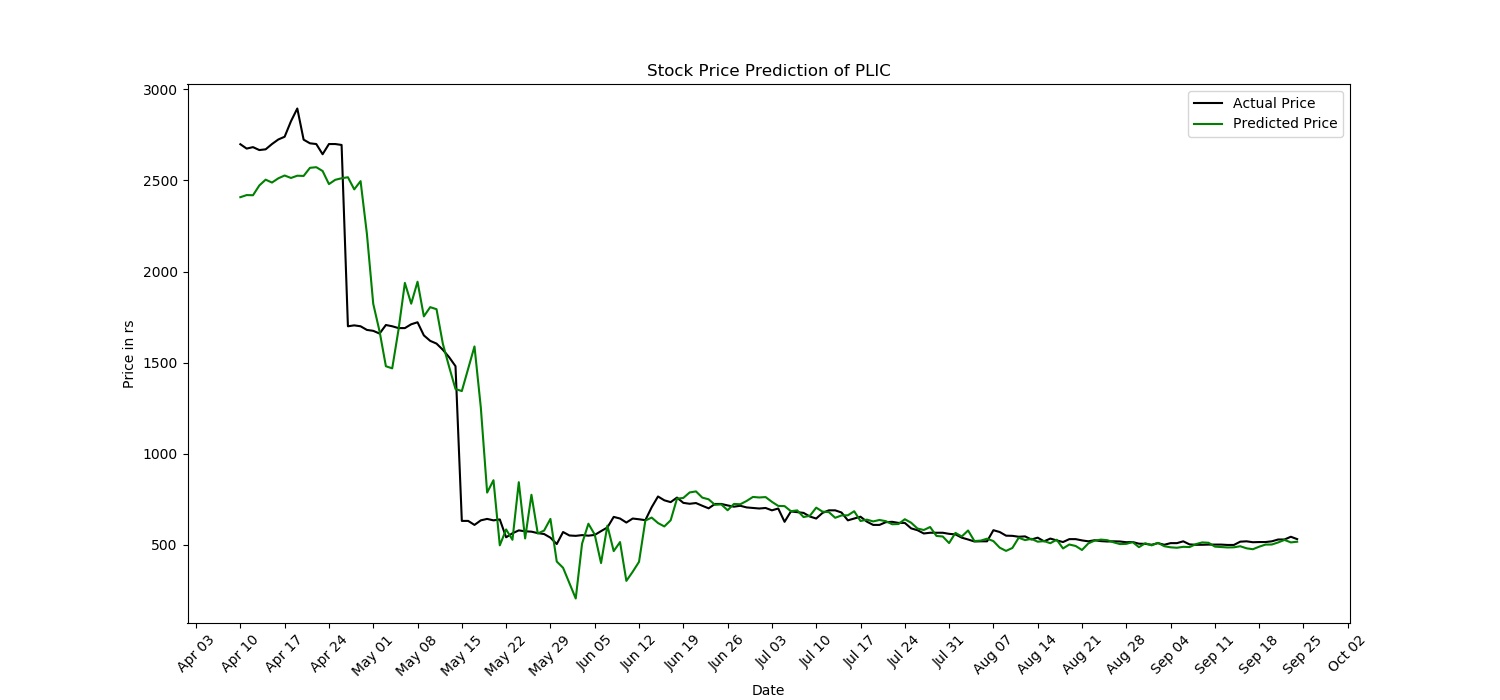 Stock Price Prediction of PLIC
Actual Price
Predicted Price
Price in rs
3000
2500
2000
1500
1000
500
Apr 03
Apr 10
Apr 17
Apr 24
May 01
May 08
May 15
May 22
May 29
Jun 05
Jun 12
Jun 19
Jun 26
Jul 03
Jul 10
Jul 17
Jul 24
Jul 31
Aug 07
Aug 14
Aug 21
Aug 28
Sep 04
Sep 11
Sep 18
Sep 25
Oct 02
Date